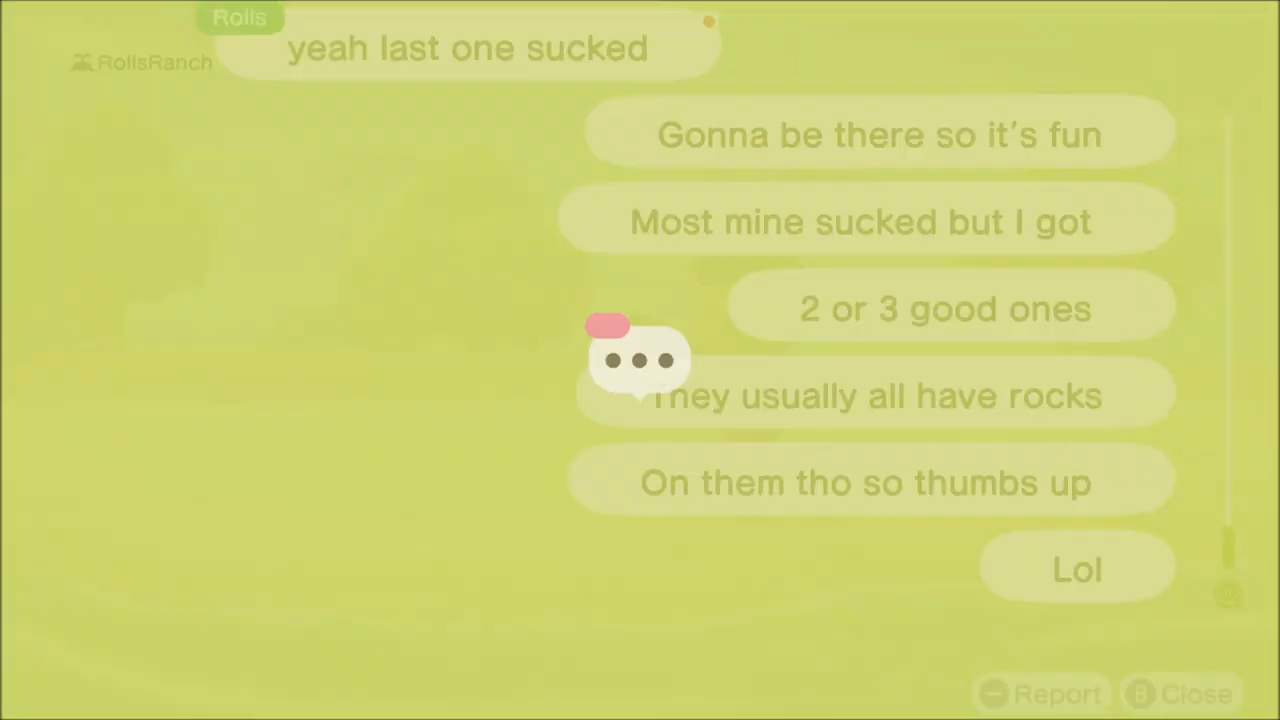 Rolls
yeah last one sucked
RollsRanch
Gonna be there so it's fun
Most mine sucked but I got
2 or 3 good ones
They usually all have rocks
On them tho so thumbs up
Lol
Report
B Close